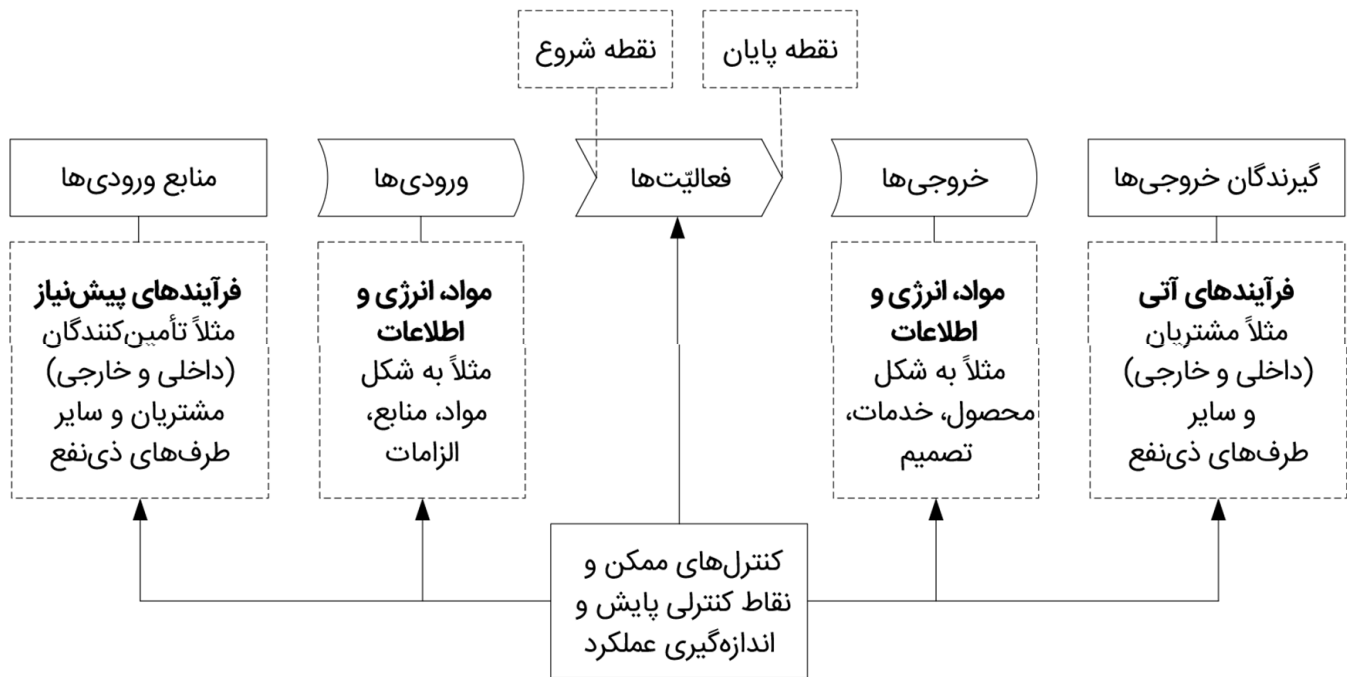 نقطه شروع
نقطه پایان
منابع ورودی‌ها
ورودی‌ها
فعالیّت‌ها
خروجی‌ها
گیرندگان خروجی‌ها
فرآیندهای پیش‌نیاز
مثلاً تأمین‌کنندگان
(داخلی و خارجی)
مشتریان و سایر
طرف‌های ذی‌نفع
مواد، انرژی و
اطلاعات
مثلاً به شکل
مواد، منابع،
الزامات
مواد، انرژی و
اطلاعات
مثلاً به شکل
محصول، خدمات،
تصمیم
فرآیندهای آتی
مثلاً مشتریان
(داخلی و خارجی)
و سایر
طرف‌های ذی‌نفع
کنترل‌های ممکن و
نقاط کنترلی پایش و
اندازه‌گیری عملکرد